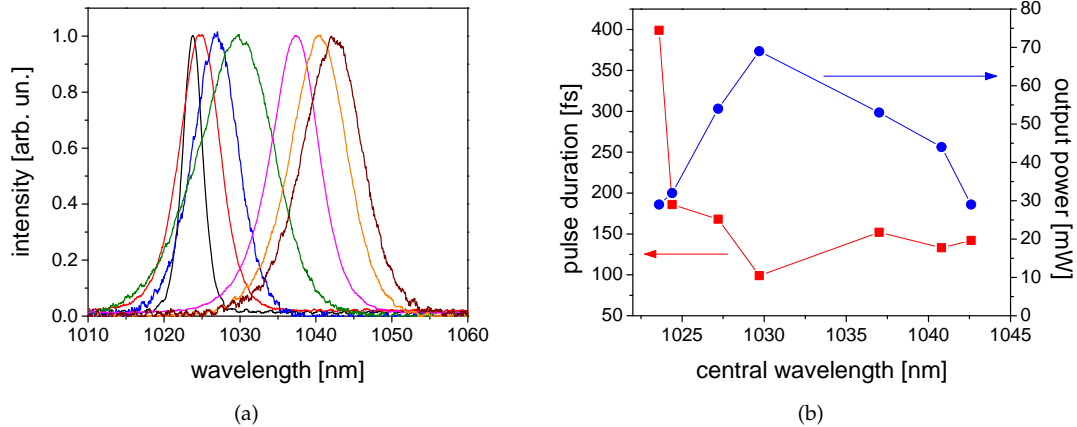 1.0
0.8
0.6
0.4
0.2
0.0
intensity [arb. un.]
1010 1020 1030 1040 1050 1060
wavelength [nm]
(a)
400
350
300
250
200
150
100
50
pulse duration [fs]
80
70
60
50
40
30
20
10
0
output power [mW]
1025 1030 1035 1040 1045
central wavelength [nm]
(b)